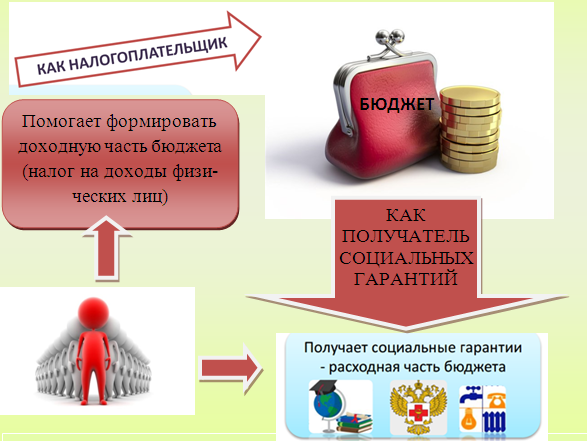 КАК НАЛОГОПЛАТЕЛЬЩИК
БЮДЖЕТ
Помогает формировать
доходную часть бюджета
(налог на доходы физи-
ческих лиц)
КАК
ПОЛУЧАТЕЛЬ
СОЦИАЛЬНЫХ
ГАРАНТИЙ
Получает социальные гарантии
- расходная часть бюджета